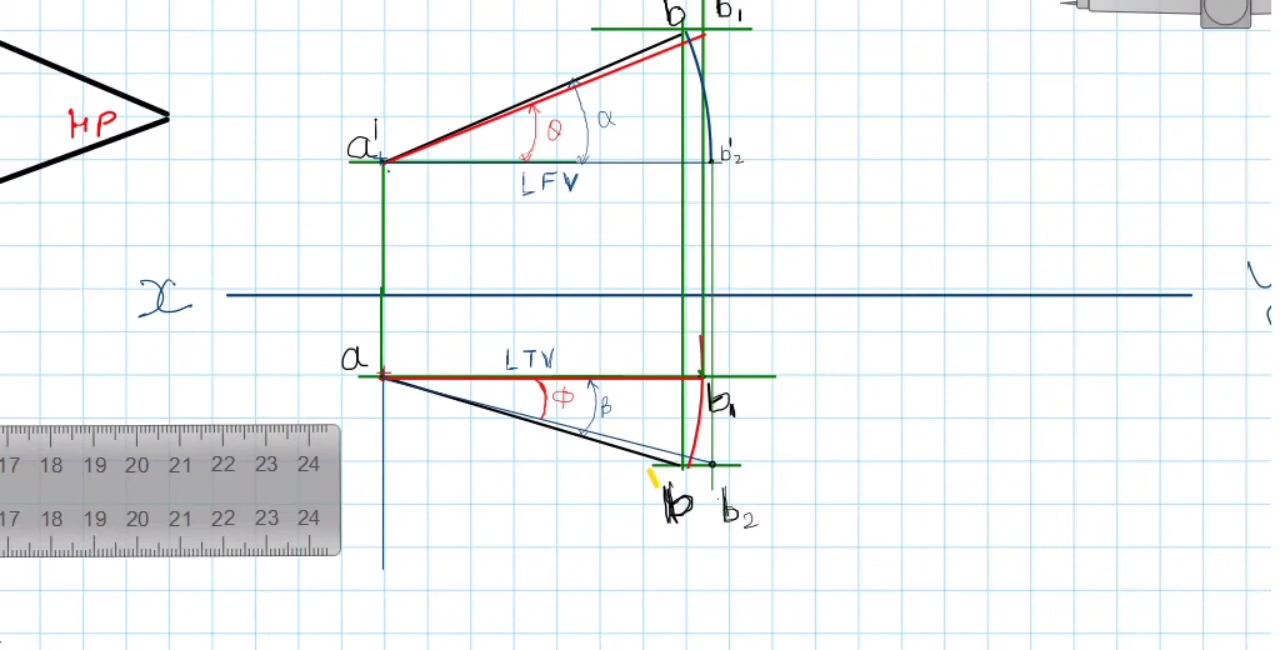 b b₁
HP
θ α
a' b'₂
LFV
x
a LTV
ϕ β
b₁
17 18 19 20 21 22 23 24
b b₂
17 18 19 20 21 22 23 24